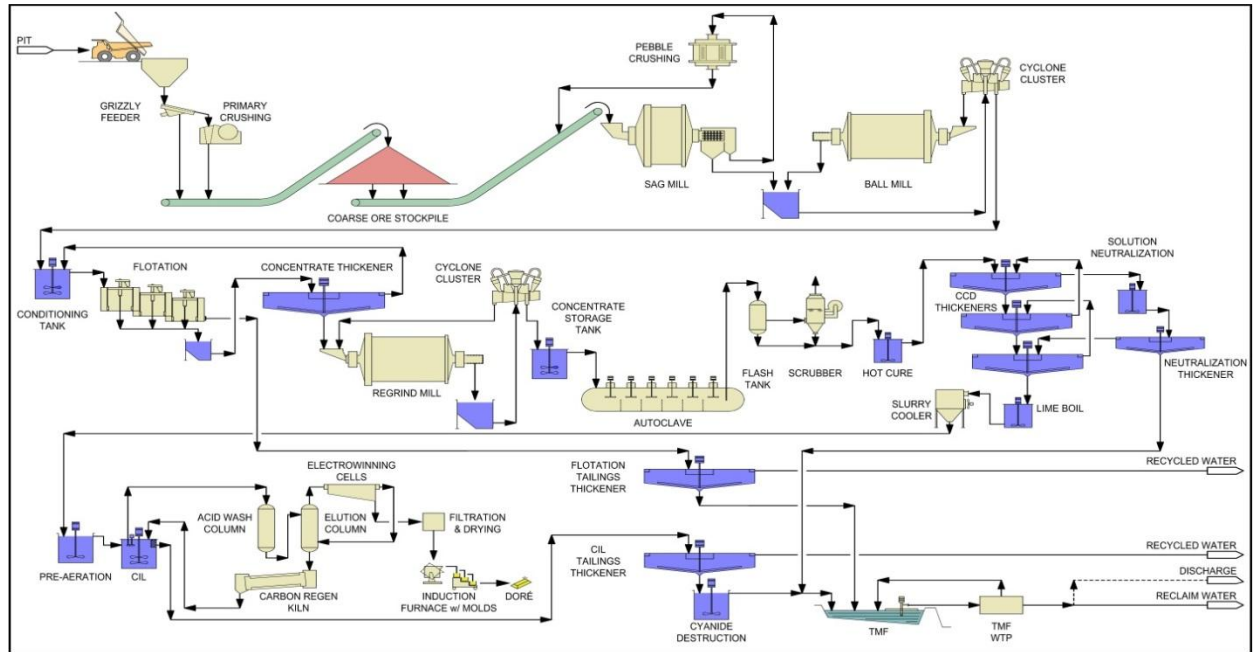 PIT
GRIZZLY
FEEDER
PRIMARY
CRUSHING
COARSE ORE STOCKPILE
PEBBLE
CRUSHING
SAG MILL
BALL MILL
CYCLONE
CLUSTER
CONDITIONING
TANK
FLOTATION
CONCENTRATE THICKENER
REGRIND MILL
CYCLONE
CLUSTER
CONCENTRATE
STORAGE
TANK
AUTOCLAVE
FLASH
TANK
SCRUBBER
HOT CURE
CCD
THICKENERS
SOLUTION
NEUTRALIZATION
NEUTRALIZATION
THICKENER
LIME BOIL
SLURRY
COOLER
FLOTATION
TAILINGS
THICKENER
RECYCLED WATER
PRE-AERATION
CIL
ACID WASH
COLUMN
ELUTION
COLUMN
ELECTROWINNING
CELLS
CARBON REGEN
KILN
FILTRATION
& DRYING
INDUCTION
FURNACE w/ MOLDS
DORÉ
CIL
TAILINGS
THICKENER
CYANIDE
DESTRUCTION
TMF
TMF
WTP
RECYCLED WATER
DISCHARGE
RECLAIM WATER